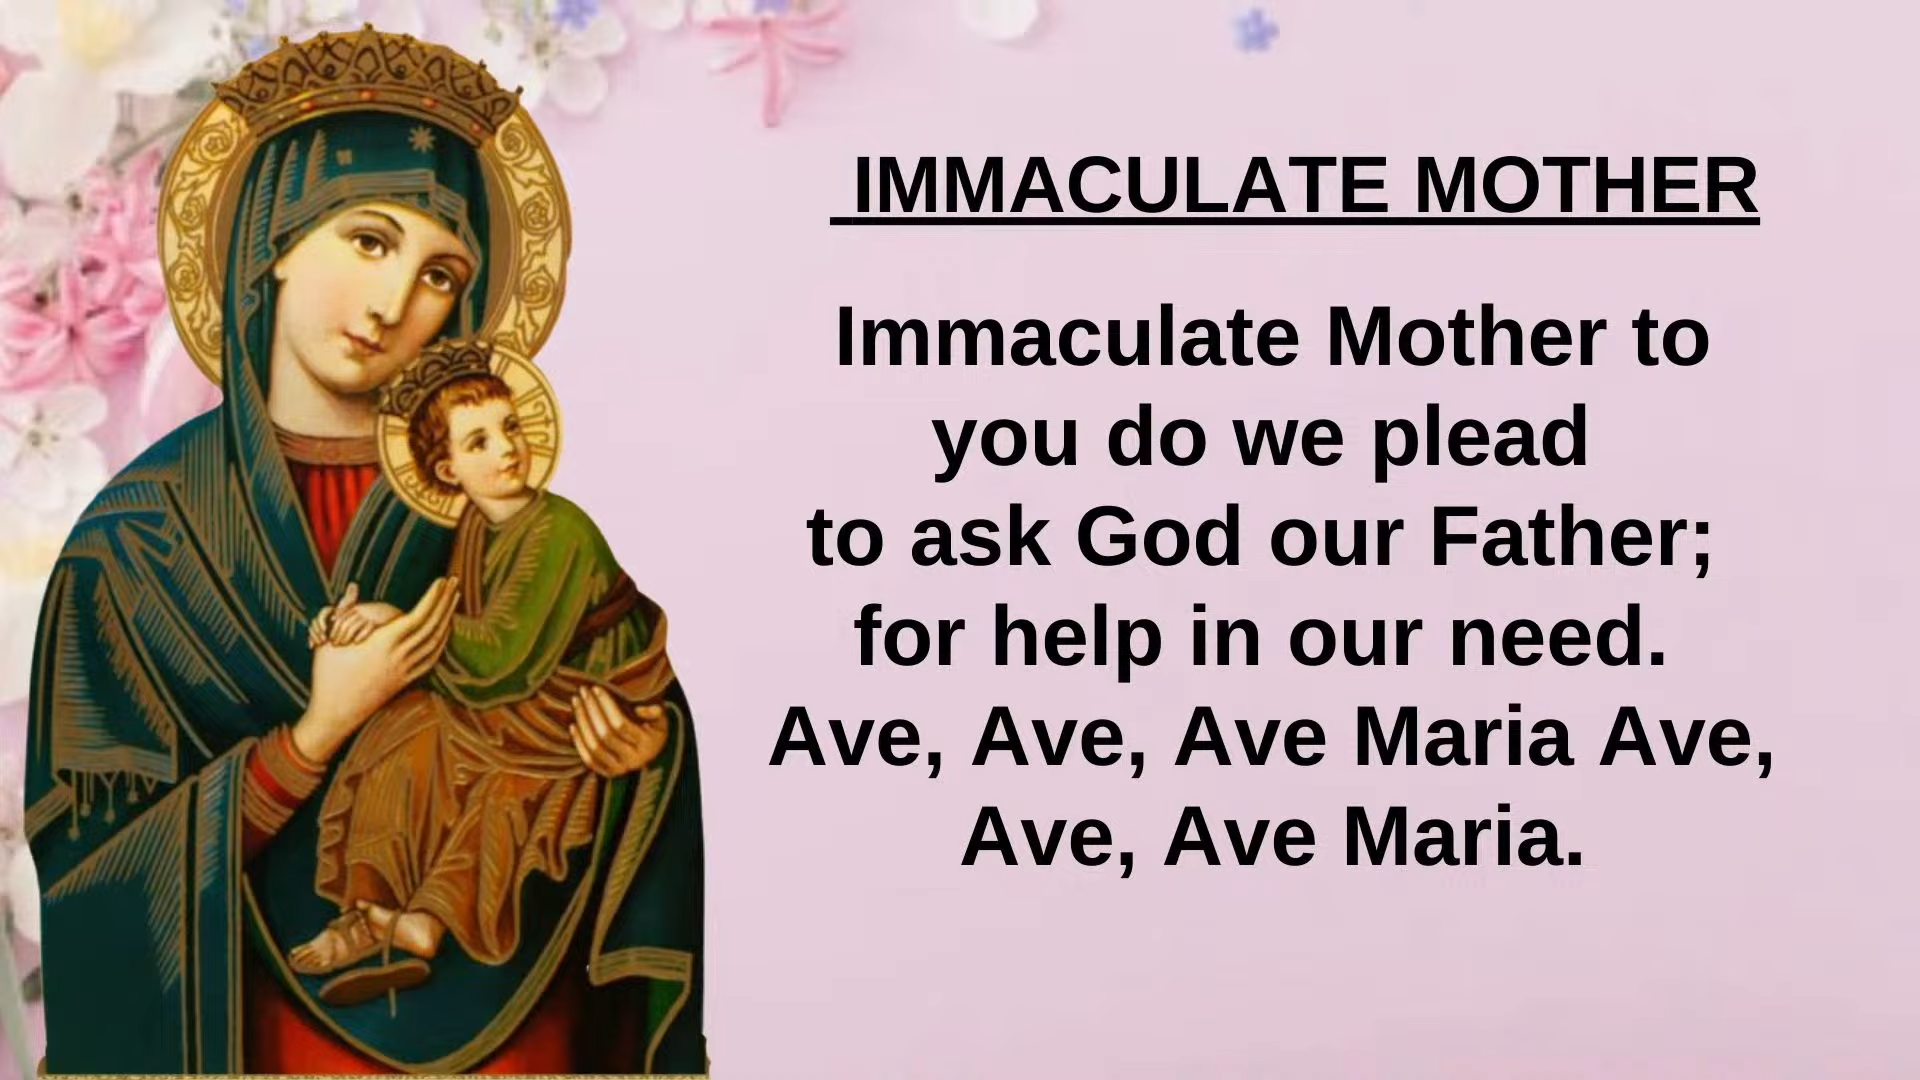 IMMACULATE MOTHER
Immaculate Mother to
you do we plead
to ask God our Father;
for help in our need.
Ave, Ave, Ave Maria Ave,
Ave, Ave Maria.